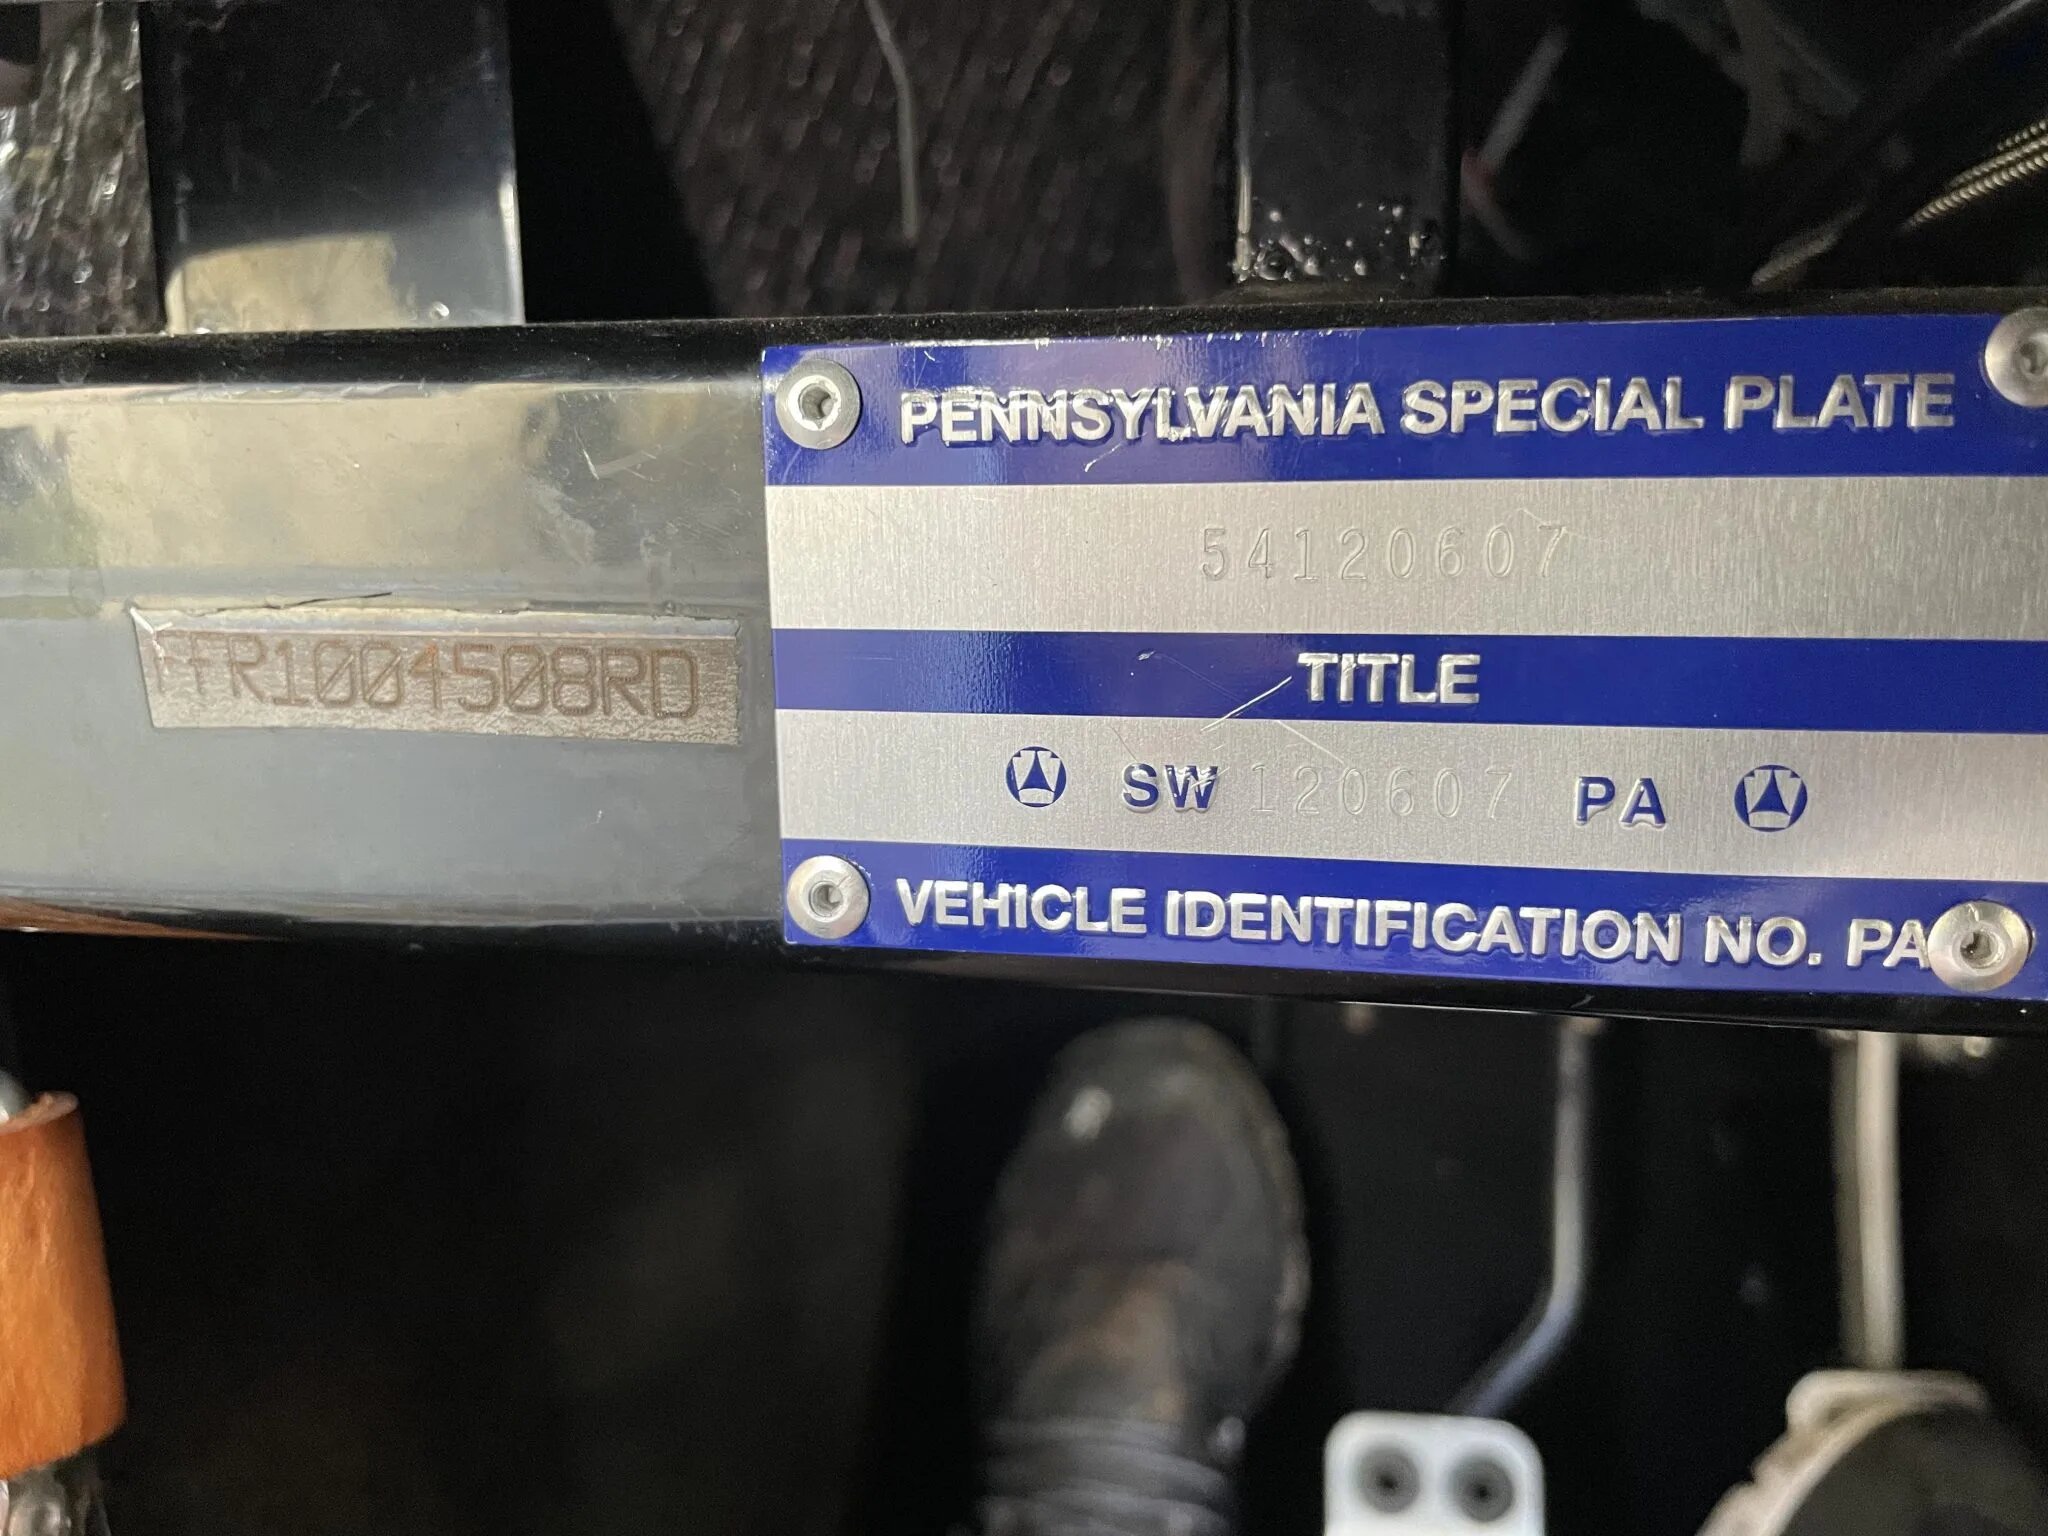 FFR1004508RD
PENNSYLVANIA SPECIAL PLATE
54120607
TITLE
SW 120607 PA
VEHICLE IDENTIFICATION NO. PA